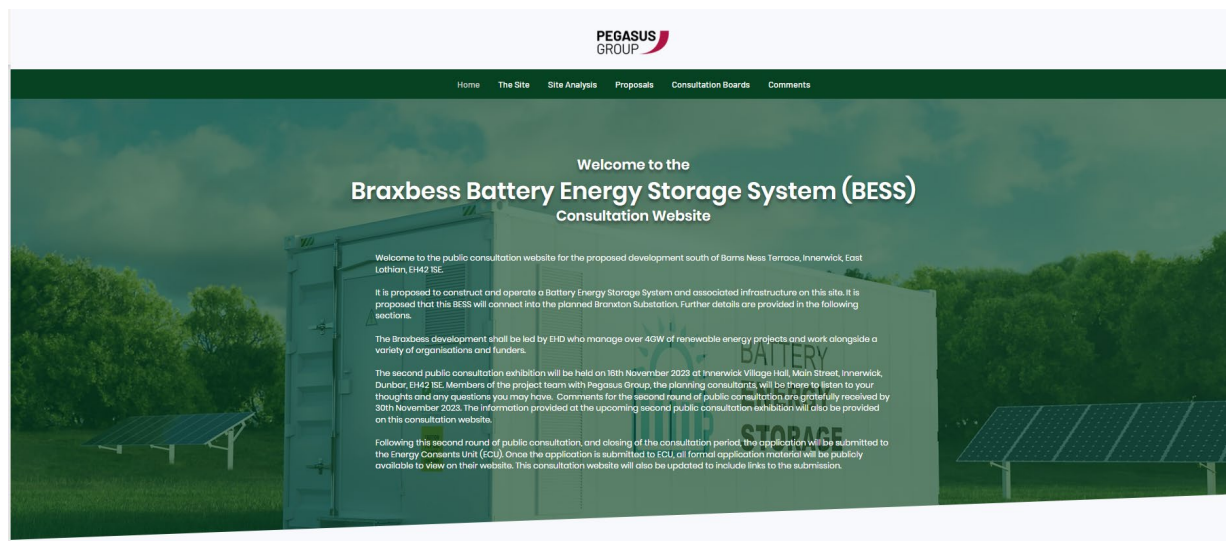 PEGASUS
GROUP
Home The Site Site Analysis Proposals Consultation Boards Comments
Welcome to the
Braxbess Battery Energy Storage System (BESS)
Consultation Website
Welcome to the public consultation website for the proposed development south of Barns Ness Terrace, Innerwick, East
Lothian, EH42 1SE.
It is proposed to construct and operate a Battery Energy Storage System and associated infrastructure on this site. It is
proposed that this BESS will connect into the planned Branxton Substation. Further details are provided in the following
sections.
The Braxbess development shall be led by EHD who manage over 4GW of renewable energy projects and work alongside a
variety of organisations and funders.
The second public consultation exhibition will be held on 16th November 2023 at Innerwick Village Hall, Main Street, Innerwick,
Dunbar, EH42 1SE. Members of the project team with Pegasus Group, the planning consultants, will be there to listen to your
thoughts and any questions you may have. Comments for the second round of public consultation are gratefully received by
30th November 2023. The information provided at the upcoming second public consultation exhibition will also be provided
on this consultation website.
Following this second round of public consultation, and closing of the consultation period, the application will be submitted to
the Energy Consents Unit (ECU). Once the application is submitted to ECU, all formal application material will be publicly
available to view on their website. This consultation website will also be updated to include links to the submission.
BATTERY
ENERGY
STORAGE